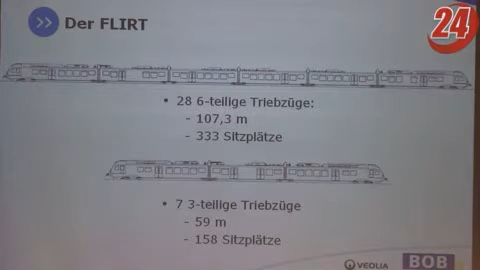 24
>> Der FLIRT
• 28 6-teilige Triebzüge:
- 107,3 m
- 333 Sitzplätze
• 7 3-teilige Triebzüge
- 59 m
- 158 Sitzplätze
VEOLIA BOB